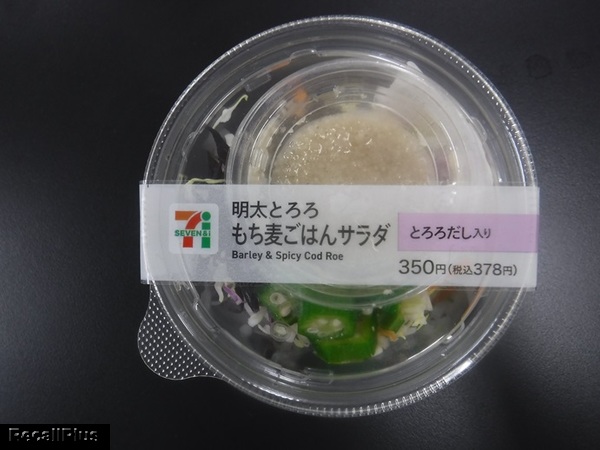 SEVEN&i
明太とろろ
もち麦ごはんサラダ
Barley & Spicy Cod Roe
とろろだし入り
350円(税込378円)
RecallPlus